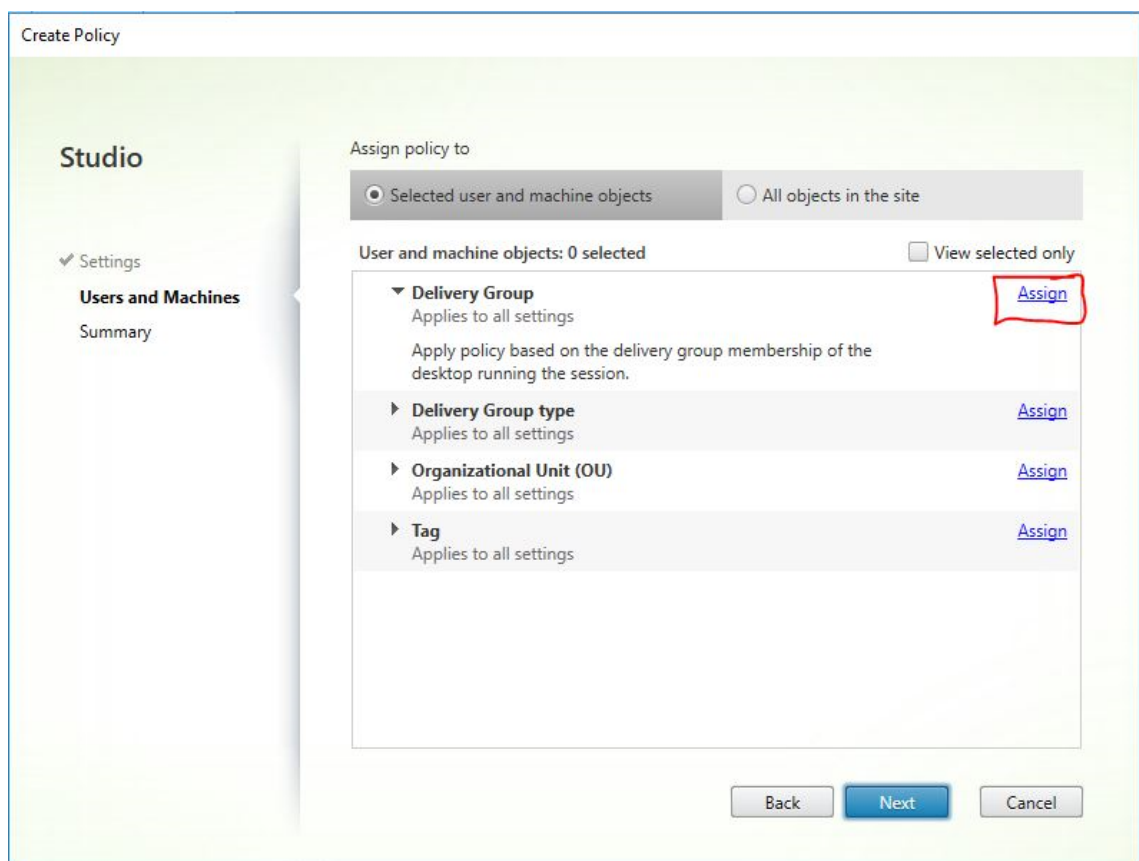 Create Policy
Studio
Assign policy to
Selected user and machine objects
All objects in the site
Settings
User and machine objects: 0 selected
View selected only
Users and Machines
Summary
Delivery Group
Assign
Applies to all settings
Apply policy based on the delivery group membership of the
desktop running the session.
Delivery Group type
Assign
Applies to all settings
Organizational Unit (OU)
Assign
Applies to all settings
Tag
Assign
Applies to all settings
Back
Next
Cancel